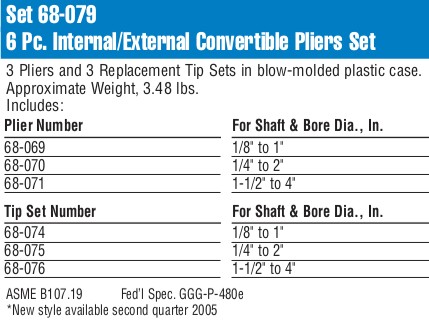 Set 68-079
6 Pc. Internal/External Convertible Pliers Set
3 Pliers and 3 Replacement Tip Sets in blow-molded plastic case.
Approximate Weight, 3.48 lbs.
Includes:
Plier Number For Shaft & Bore Dia., In.
68-069 1/8" to 1"
68-070 1/4" to 2"
68-071 1-1/2" to 4"
Tip Set Number For Shaft & Bore Dia., In.
68-074 1/8" to 1"
68-075 1/4" to 2"
68-076 1-1/2" to 4"
ASME B107.19 Fed'l Spec. GGG-P-480e
*New style available second quarter 2005